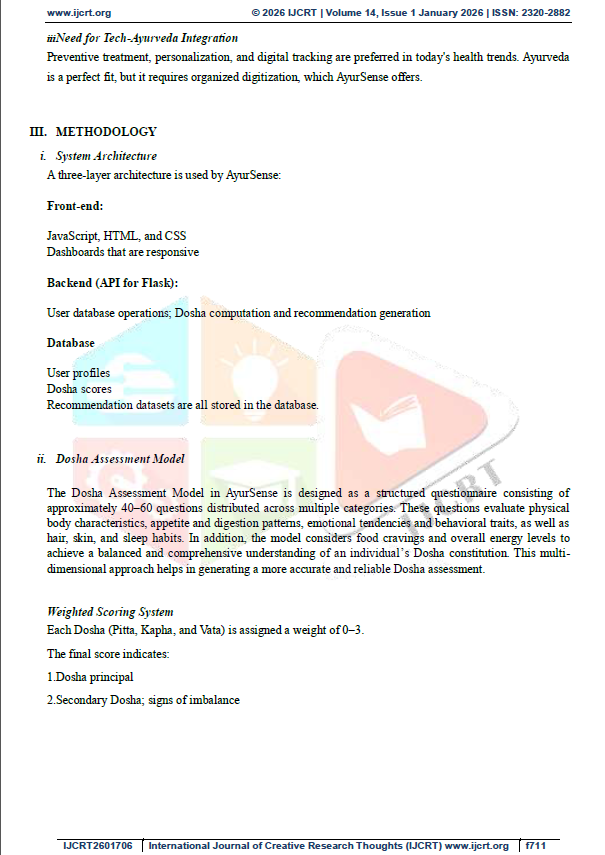 www.ijcrt.org © 2026 IJCRT | Volume 14, Issue 1 January 2026 | ISSN: 2320-2882
iiiNeed for Tech-Ayurveda Integration
Preventive treatment, personalization, and digital tracking are preferred in today's health trends. Ayurveda
is a perfect fit, but it requires organized digitization, which AyurSense offers.
III. METHODOLOGY
i. System Architecture
A three-layer architecture is used by AyurSense:
Front-end:
JavaScript, HTML, and CSS
Dashboards that are responsive
Backend (API for Flask):
User database operations; Dosha computation and recommendation generation
Database
User profiles
Dosha scores
Recommendation datasets are all stored in the database.
ii. Dosha Assessment Model
The Dosha Assessment Model in AyurSense is designed as a structured questionnaire consisting of
approximately 40–60 questions distributed across multiple categories. These questions evaluate physical
body characteristics, appetite and digestion patterns, emotional tendencies and behavioral traits, as well as
hair, skin, and sleep habits. In addition, the model considers food cravings and overall energy levels to
achieve a balanced and comprehensive understanding of an individual's Dosha constitution. This multi-
dimensional approach helps in generating a more accurate and reliable Dosha assessment.
IJCRT
Weighted Scoring System
Each Dosha (Pitta, Kapha, and Vata) is assigned a weight of 0–3.
The final score indicates:
1.Dosha principal
2.Secondary Dosha; signs of imbalance
IJCRT2601706 International Journal of Creative Research Thoughts (IJCRT) www.ijcrt.org f711